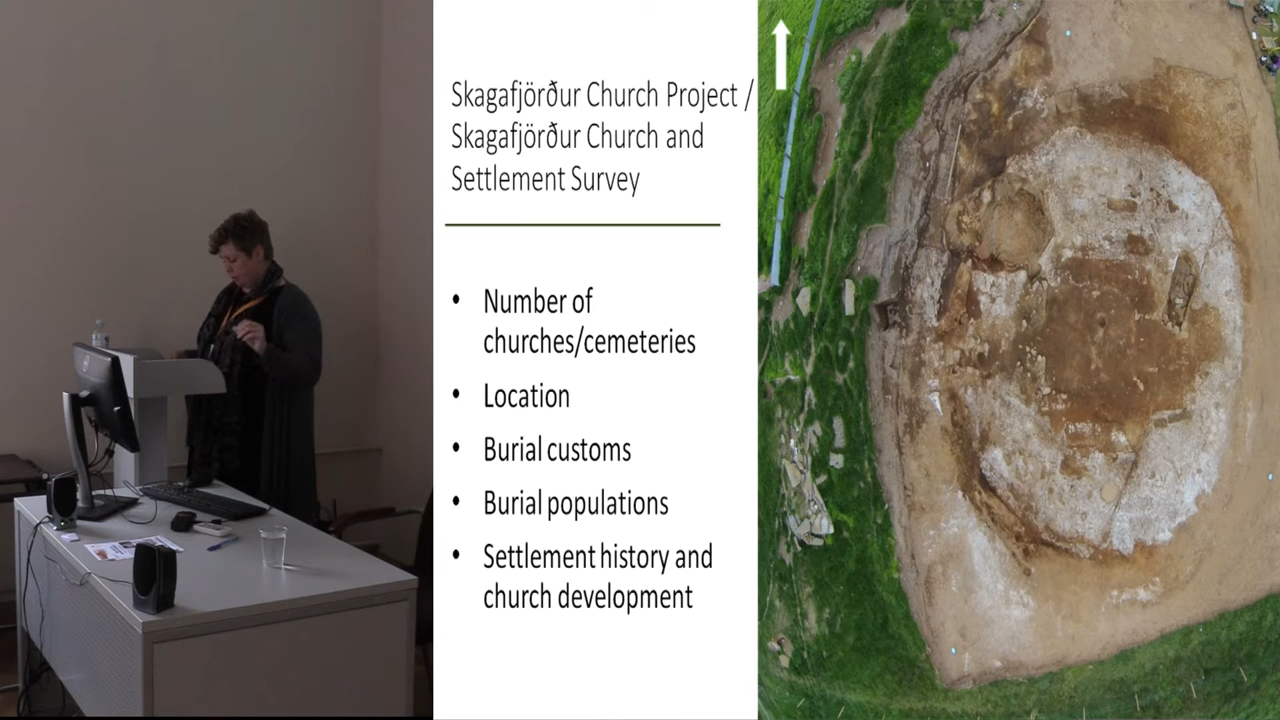 Skagafjörður Church Project /
Skagafjörður Church and
Settlement Survey
• Number of
churches/cemeteries
• Location
• Burial customs
• Burial populations
• Settlement history and
church development